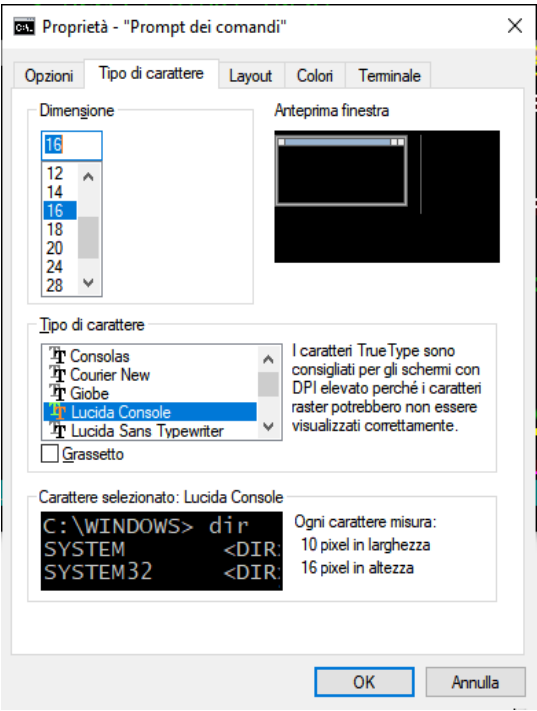 Proprietà - "Prompt dei comandi"
Opzioni
Tipo di carattere
Layout
Colori
Terminale
Dimensione
16
12
14
16
18
20
24
28
Anteprima finestra
Tipo di carattere
Consolas
Courier New
Giobe
Lucida Console
Lucida Sans Typewriter
Grassetto
I caratteri TrueType sono
consigliati per gli schermi con
DPI elevato perché i caratteri
raster potrebbero non essere
visualizzati correttamente.
Carattere selezionato: Lucida Console
C:\WINDOWS> dir
SYSTEM <DIR>
SYSTEM32 <DIR>
Ogni carattere misura:
10 pixel in larghezza
16 pixel in altezza
OK
Annulla